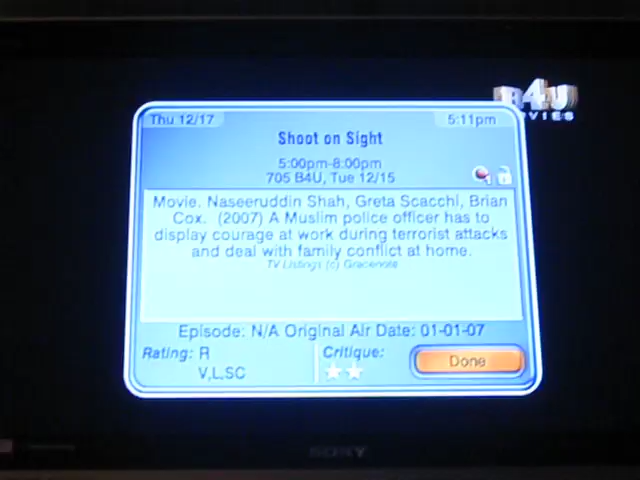 B4U
MOVIES
Thu 12/17
5:11pm
Shoot on Sight
5:00pm-8:00pm
705 B4U, Tue 12/15
Movie. Naseeruddin Shah, Greta Scacchi, Brian
Cox. (2007) A Muslim police officer has to
display courage at work during terrorist attacks
and deal with family conflict at home.
TV Listings (c) Gracenote
Episode: N/A Original Air Date: 01-01-07
Rating: R
V,L,SC
Critique:
Done
SONY